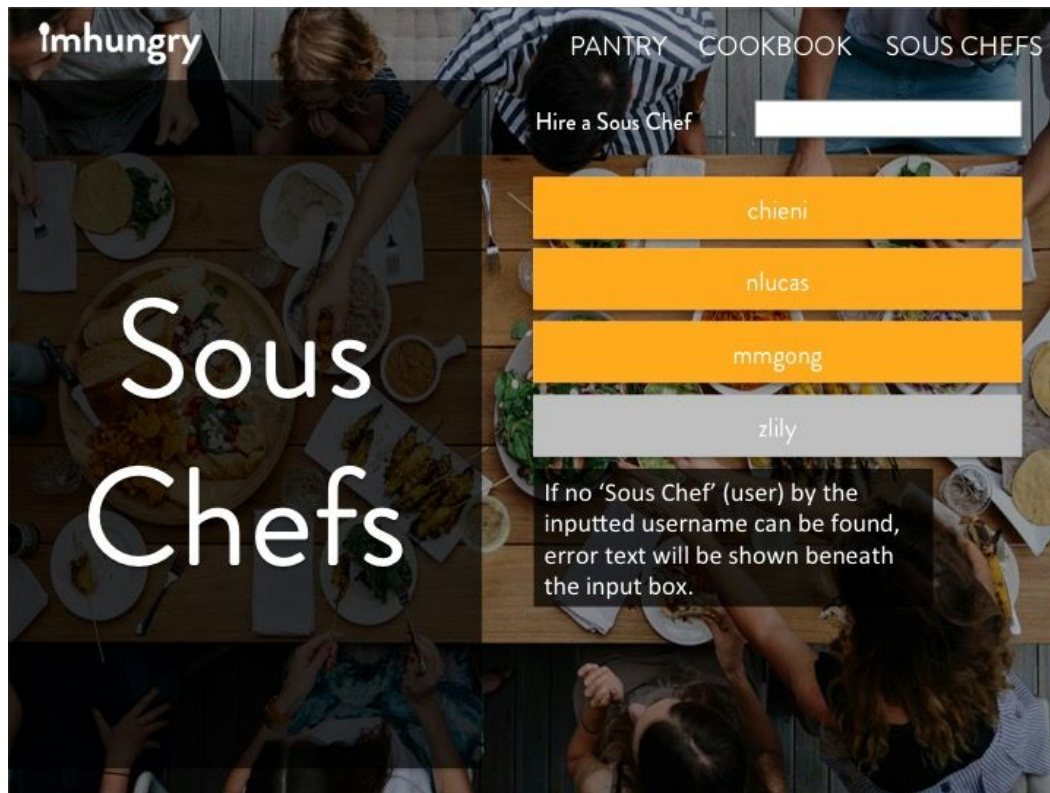 imhungry
PANTRY COOKBOOK SOUS CHEFS
Hire a Sous Chef
chieni
nlucas
mmgong
zlily
Sous
Chefs
If no ‘Sous Chef’ (user) by the
inputted username can be found,
error text will be shown beneath
the input box.